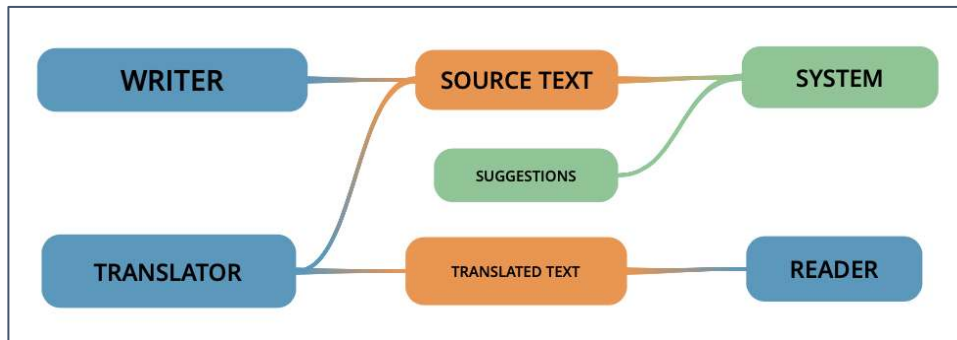 WRITER
SOURCE TEXT
SYSTEM
SUGGESTIONS
TRANSLATOR
TRANSLATED TEXT
READER